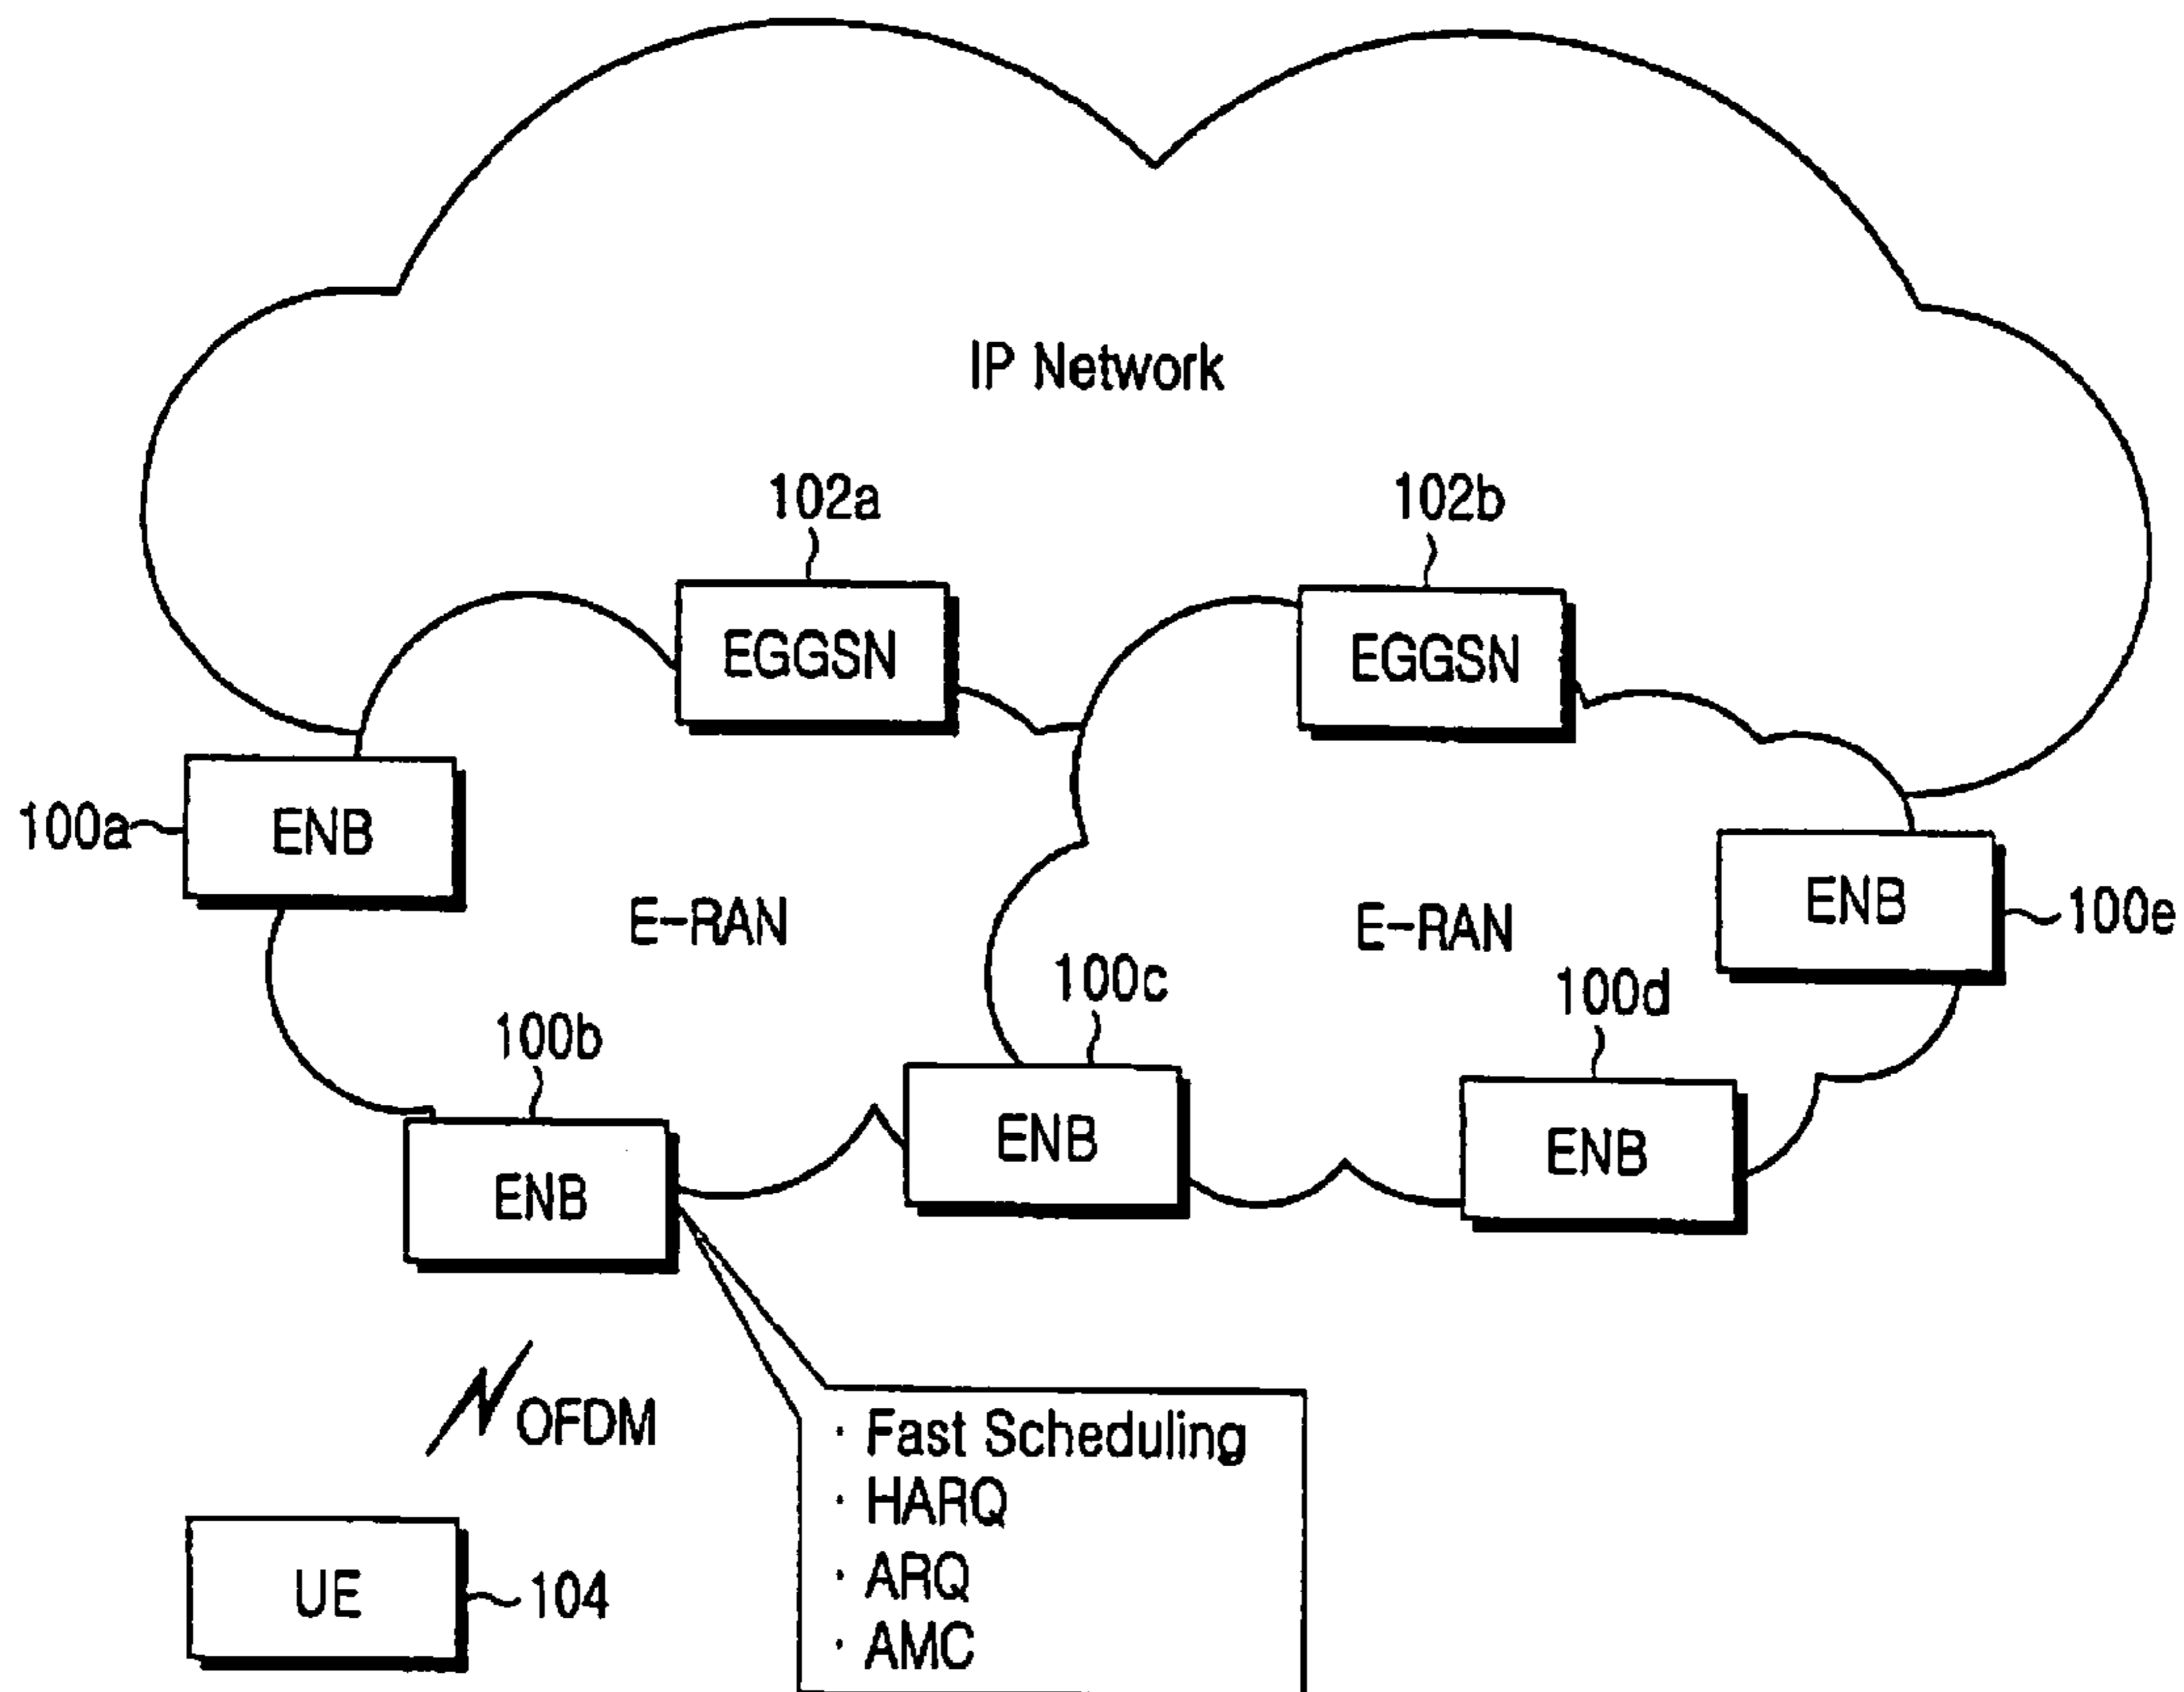 IP Network
102a
102b
EGGSN
EGGSN
100a
ENB
E-RAN
E-RAN
ENB
100e
100b
100c
100d
ENB
ENB
ENB
OFDM
· Fast Scheduling
· HARQ
· ARQ
· AMC
UE
104